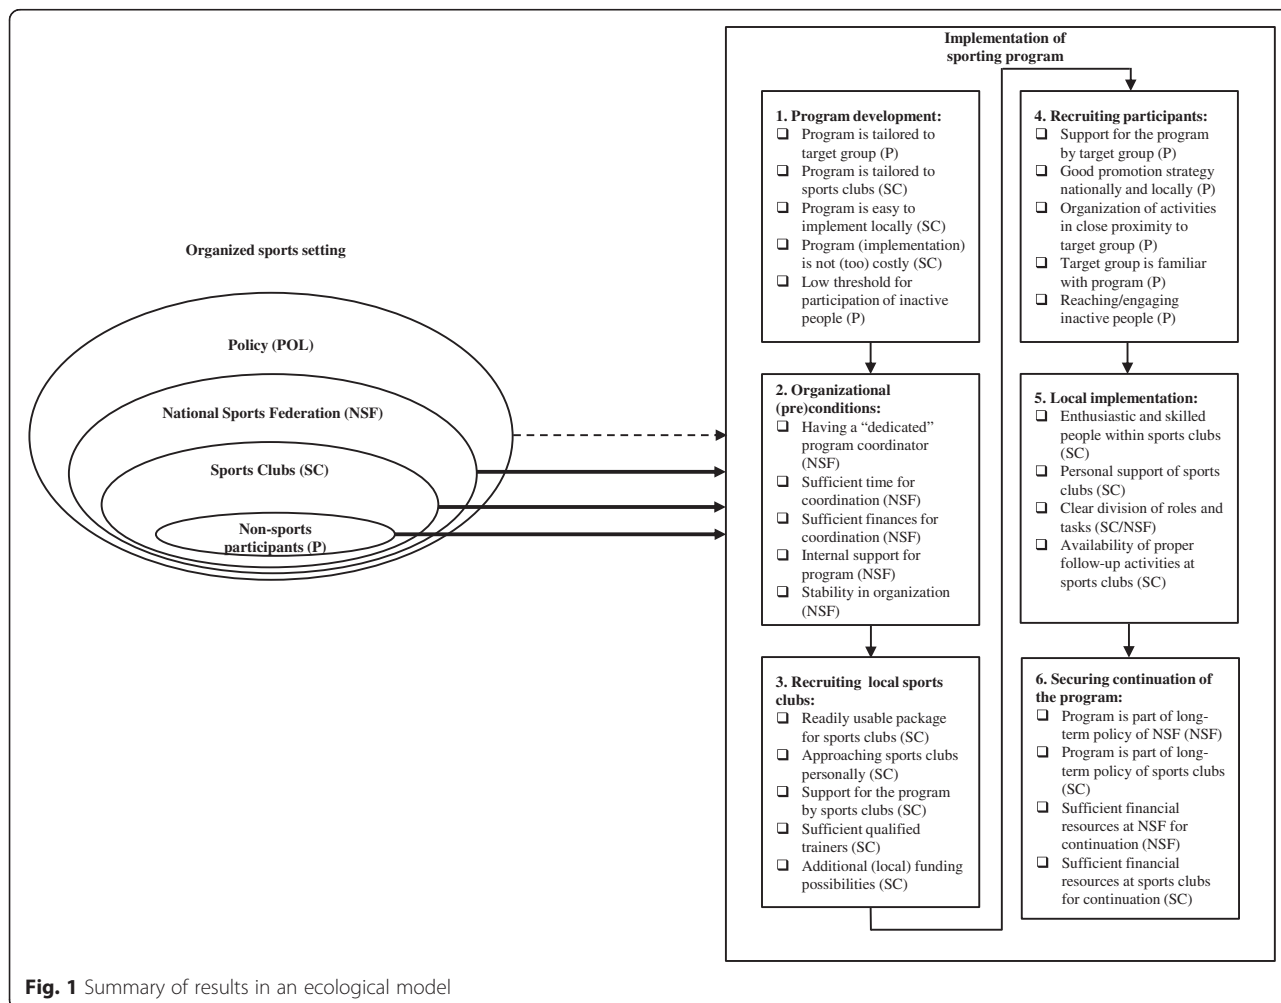 Organized sports setting
Policy (POL)
National Sports Federation (NSF)
Sports Clubs (SC)
Non-sports
participants (P)
Implementation of
sporting program
1. Program development:
❑ Program is tailored to
target group (P)
❑ Program is tailored to
sports clubs (SC)
❑ Program is easy to
implement locally (SC)
❑ Program (implementation)
is not (too) costly (SC)
❑ Low threshold for
participation of inactive
people (P)
2. Organizational
(pre)conditions:
❑ Having a “dedicated”
program coordinator
(NSF)
❑ Sufficient time for
coordination (NSF)
❑ Sufficient finances for
coordination (NSF)
❑ Internal support for
program (NSF)
❑ Stability in organization
(NSF)
3. Recruiting local sports
clubs:
❑ Readily usable package
for sports clubs (SC)
❑ Approaching sports clubs
personally (SC)
❑ Support for the program
by sports clubs (SC)
❑ Sufficient qualified
trainers (SC)
❑ Additional (local) funding
possibilities (SC)
4. Recruiting participants:
❑ Support for the program
by target group (P)
❑ Good promotion strategy
nationally and locally (P)
❑ Organization of activities
in close proximity to
target group (P)
❑ Target group is familiar
with program (P)
❑ Reaching/engaging
inactive people (P)
5. Local implementation:
❑ Enthusiastic and skilled
people within sports clubs
(SC)
❑ Personal support of sports
clubs (SC)
❑ Clear division of roles and
tasks (SC/NSF)
❑ Availability of proper
follow-up activities at
sports clubs (SC)
6. Securing continuation of
the program:
❑ Program is part of long-
term policy of NSF (NSF)
❑ Program is part of long-
term policy of sports clubs
(SC)
❑ Sufficient financial
resources at NSF for
continuation (NSF)
❑ Sufficient financial
resources at sports clubs
for continuation (SC)
Fig. 1 Summary of results in an ecological model